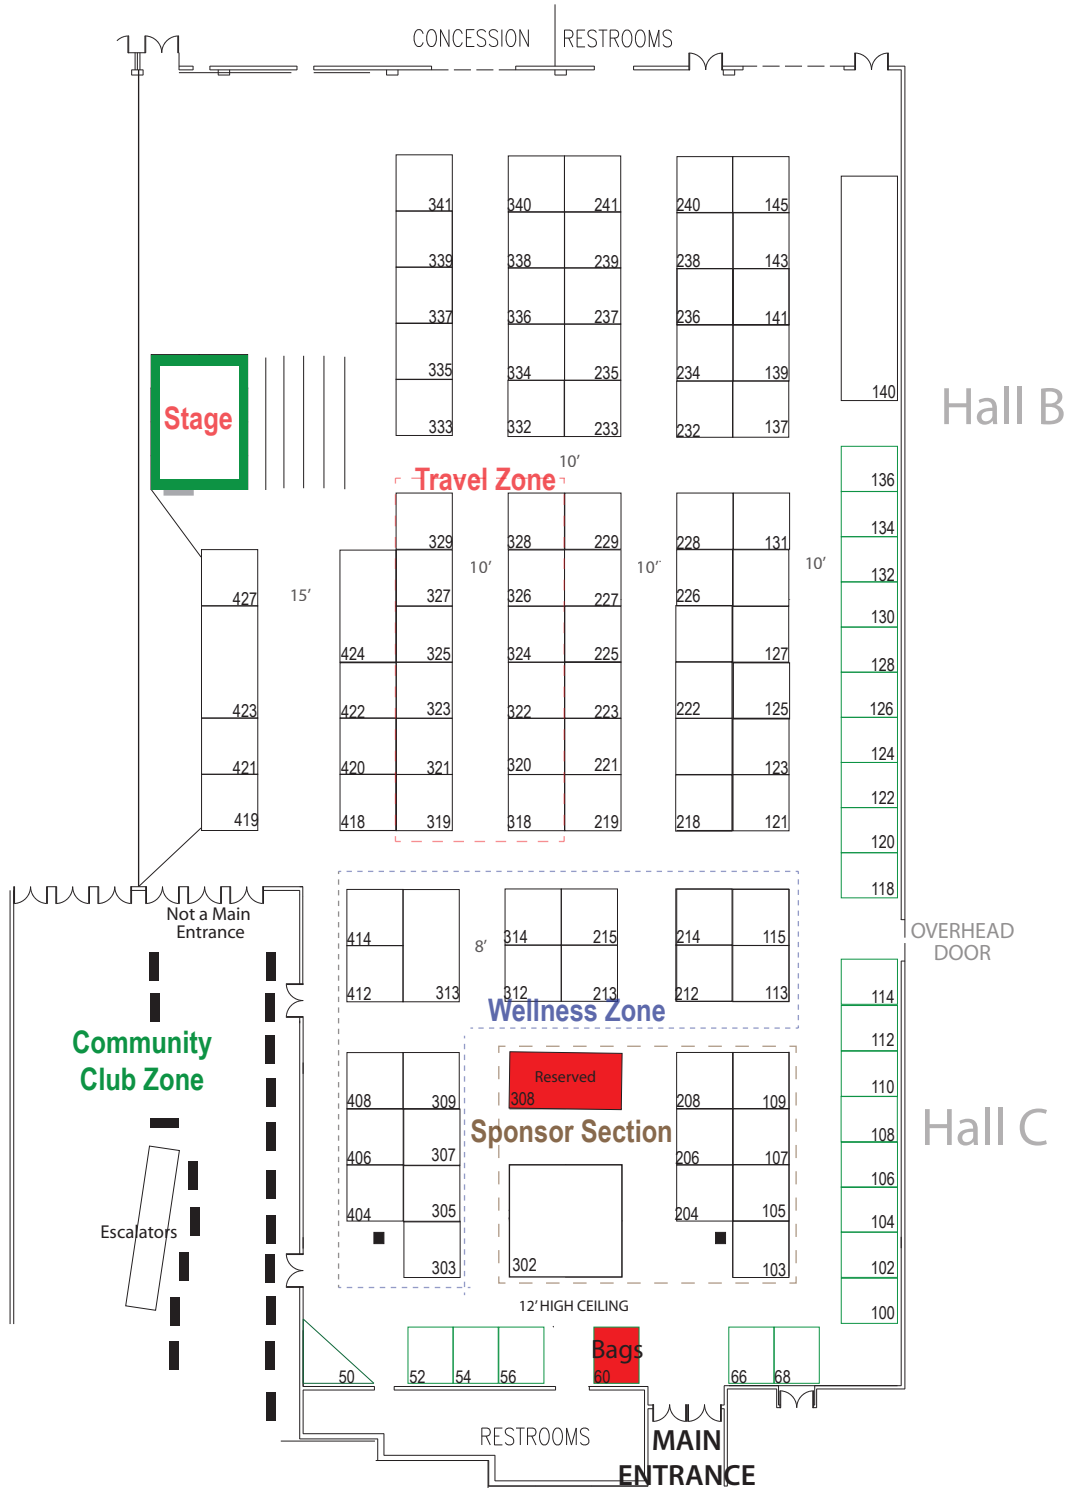 CONCESSION RESTROOMS
341 340 241 240 145
339 338 239 238 143
337 336 237 236 141
335 334 235 234 139
140
333 332 233 232 137
Hall B
Stage
10'
Travel Zone
136
329 328 229 228 131
134
10' 10' 10'
132
427 15' 327 326 227 226
130
424 325 324 225 127
128
423 422 323 322 223 222 125
126
124
421 420 321 320 221 123
122
419 418 319 318 219 218 121
120
118
Not a Main
Entrance
414 8' 314 215 214 115
OVERHEAD
DOOR
412 313 312 213 212 113
114
Wellness Zone
112
Community
Club Zone
Reserved
110
408 309 308 208 109
Hall C
Sponsor Section
108
406 307 206 107
106
404 305 204 105
104
Escalators
303 302 103
102
12' HIGH CEILING
100
Bags
50 52 54 56 60 66 68
RESTROOMS
MAIN
ENTRANCE